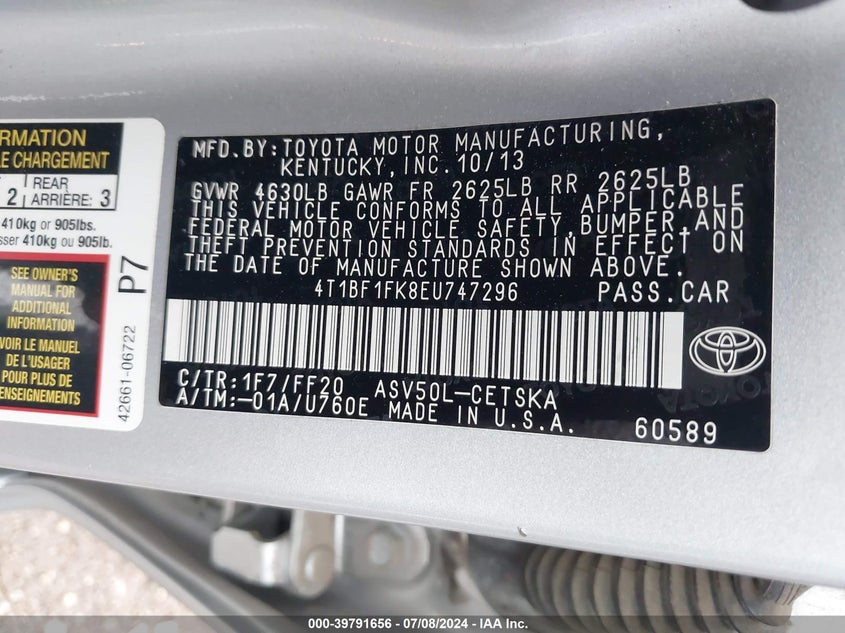 RMATION
LE CHARGEMENT
2 REAR
ARRIÈRE: 3
410kg or 905lbs.
sser 410kg ou 905lb.
SEE OWNER'S
MANUAL FOR
ADDITIONAL
INFORMATION
VOIR LE MANUEL
DE L'USAGER
POUR PLUS DE
RENSEIGNEMENTS
P7
42661-06722
MFD.BY:TOYOTA MOTOR MANUFACTURING,
KENTUCKY,INC.10/13
GVWR 4630LB GAWR FR 2625LB RR 2625LB
THIS VEHICLE CONFORMS TO ALL APPLICABLE
FEDERAL MOTOR VEHICLE SAFETY,BUMPER,AND
THEFT PREVENTION STANDARDS IN EFFECT ON
THE DATE OF MANUFACTURE SHOWN ABOVE.
4T1BF1FK8EU747296 PASS.CAR
C/TR:1F7/FF20 ASV50L-CETSKA
A/TM:-01A/U760E MADE IN U.S.A.
60589
000-39791656 - 07/08/2024 - IAA Inc.